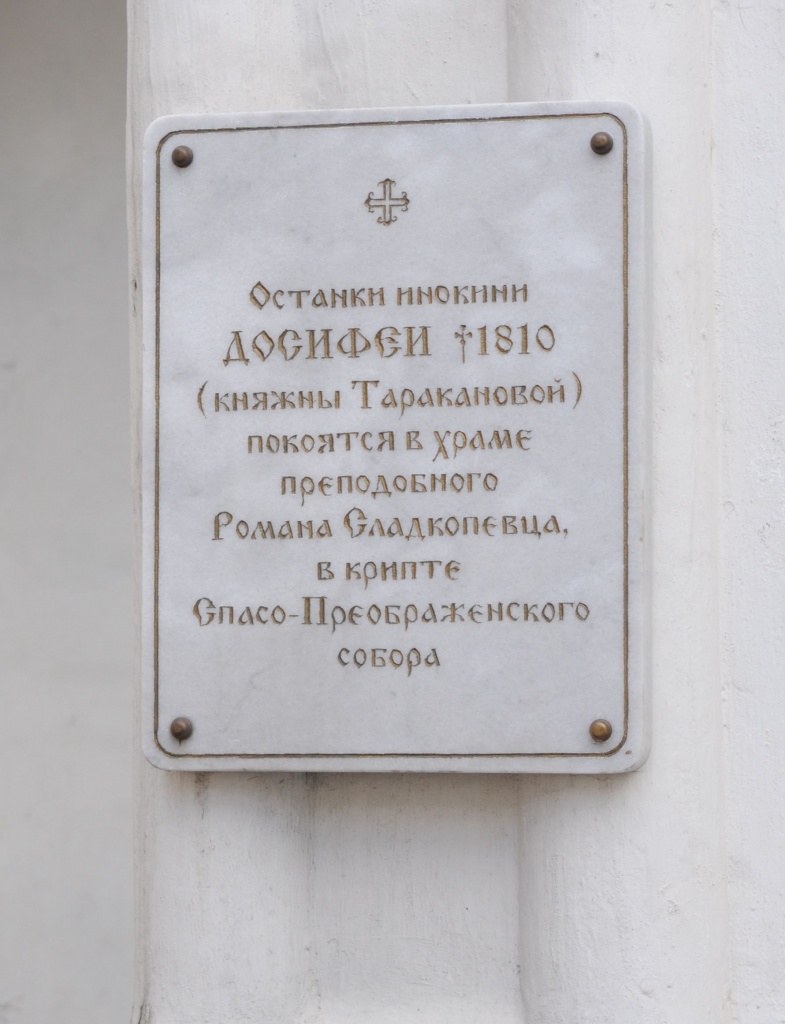 Останки инокини
ДОСИФЕИ †1810
(княжны Таракановой)
покоятся в храме
преподобного
Романа Сладкопевца,
в крипте
Спасо-Преображенского
собора